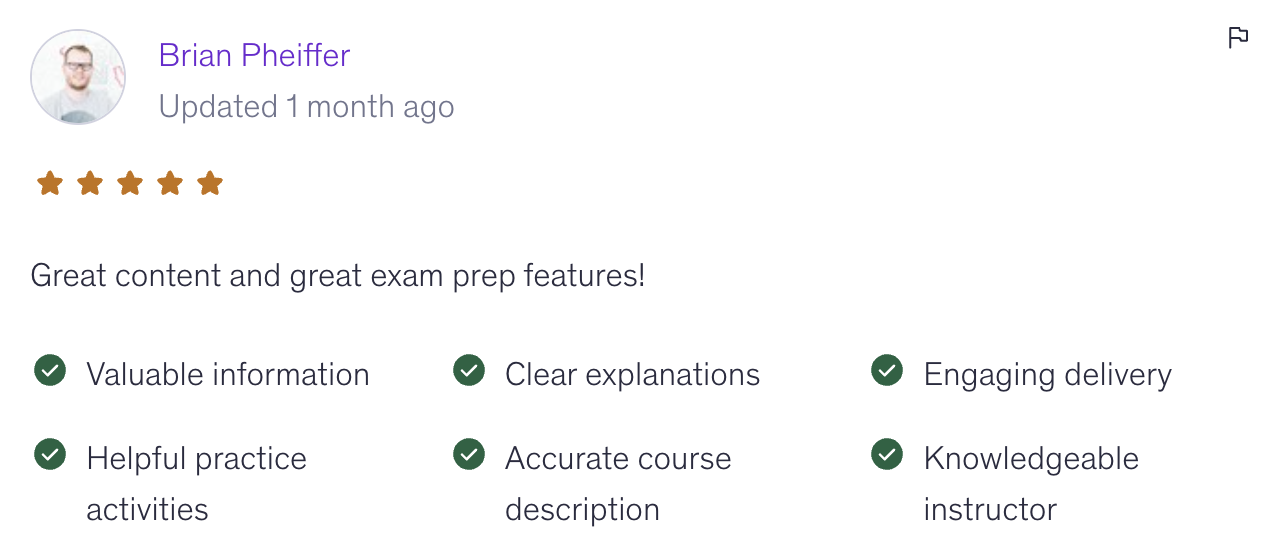 Brian Pheiffer
Updated 1 month ago
Great content and great exam prep features!
Valuable information
Clear explanations
Engaging delivery
Helpful practice
activities
Accurate course
description
Knowledgeable
instructor